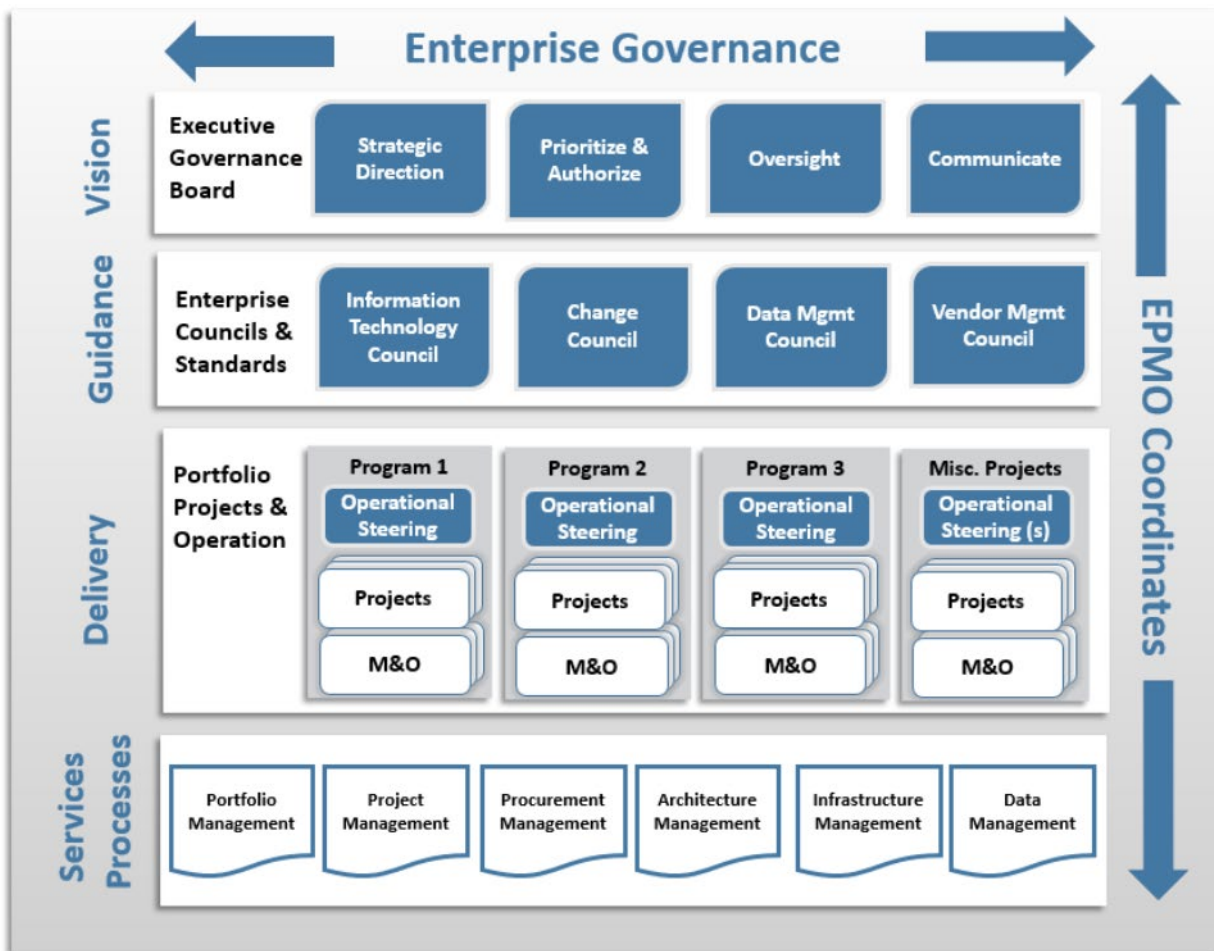 Enterprise Governance
Vision
Executive
Governance
Board
Strategic
Direction
Prioritize &
Authorize
Oversight
Communicate
Guidance
Enterprise
Councils &
Standards
Information
Technology
Council
Change
Council
Data Mgmt
Council
Vendor Mgmt
Council
EPMO Coordinates
Delivery
Portfolio
Projects &
Operation
Program 1
Operational
Steering
Projects
M&O
Program 2
Operational
Steering
Projects
M&O
Program 3
Operational
Steering
Projects
M&O
Misc. Projects
Operational
Steering (s)
Projects
M&O
Services
Processes
Portfolio
Management
Project
Management
Procurement
Management
Architecture
Management
Infrastructure
Management
Data
Management